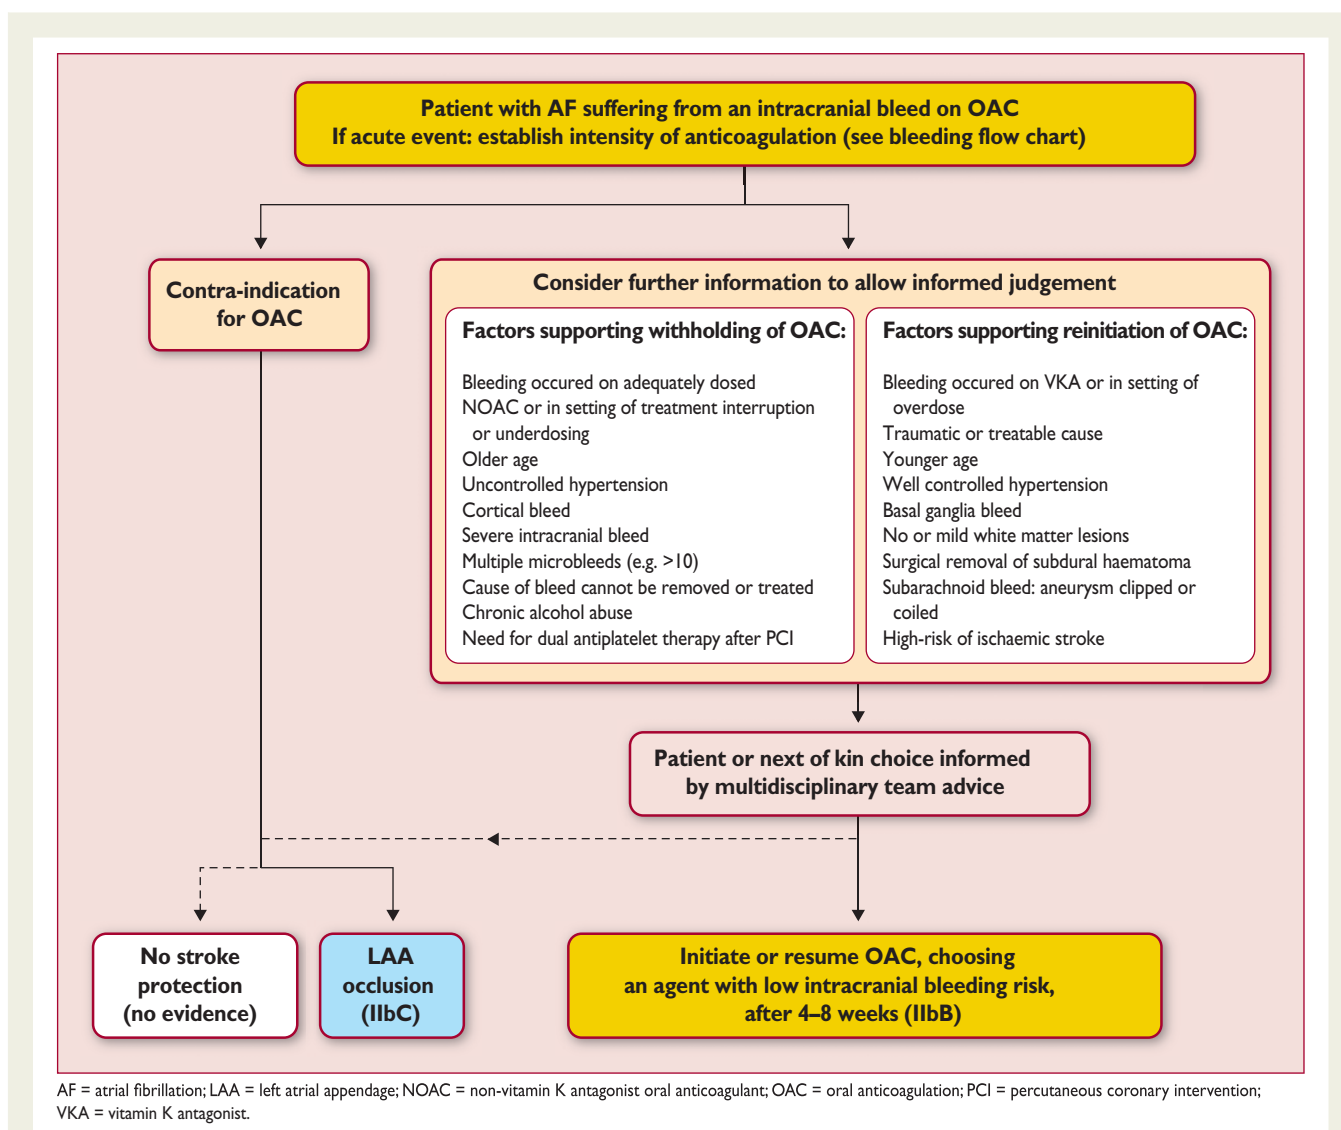 Patient with AF suffering from an intracranial bleed on OAC
If acute event: establish intensity of anticoagulation (see bleeding flow chart)
Contra-indication
for OAC
Consider further information to allow informed judgement
Factors supporting withholding of OAC:
Bleeding occured on adequately dosed
NOAC or in setting of treatment interruption
or underdosing
Older age
Uncontrolled hypertension
Cortical bleed
Severe intracranial bleed
Multiple microbleeds (e.g. >10)
Cause of bleed cannot be removed or treated
Chronic alcohol abuse
Need for dual antiplatelet therapy after PCI
Factors supporting reinitiation of OAC:
Bleeding occured on VKA or in setting of
overdose
Traumatic or treatable cause
Younger age
Well controlled hypertension
Basal ganglia bleed
No or mild white matter lesions
Surgical removal of subdural haematoma
Subarachnoid bleed: aneurysm clipped or
coiled
High-risk of ischaemic stroke
Patient or next of kin choice informed
by multidisciplinary team advice
No stroke
protection
(no evidence)
LAA
occlusion
(IIbC)
Initiate or resume OAC, choosing
an agent with low intracranial bleeding risk,
after 4–8 weeks (IIbB)
AF = atrial fibrillation; LAA = left atrial appendage; NOAC = non-vitamin K antagonist oral anticoagulant; OAC = oral anticoagulation; PCI = percutaneous coronary intervention;
VKA = vitamin K antagonist.